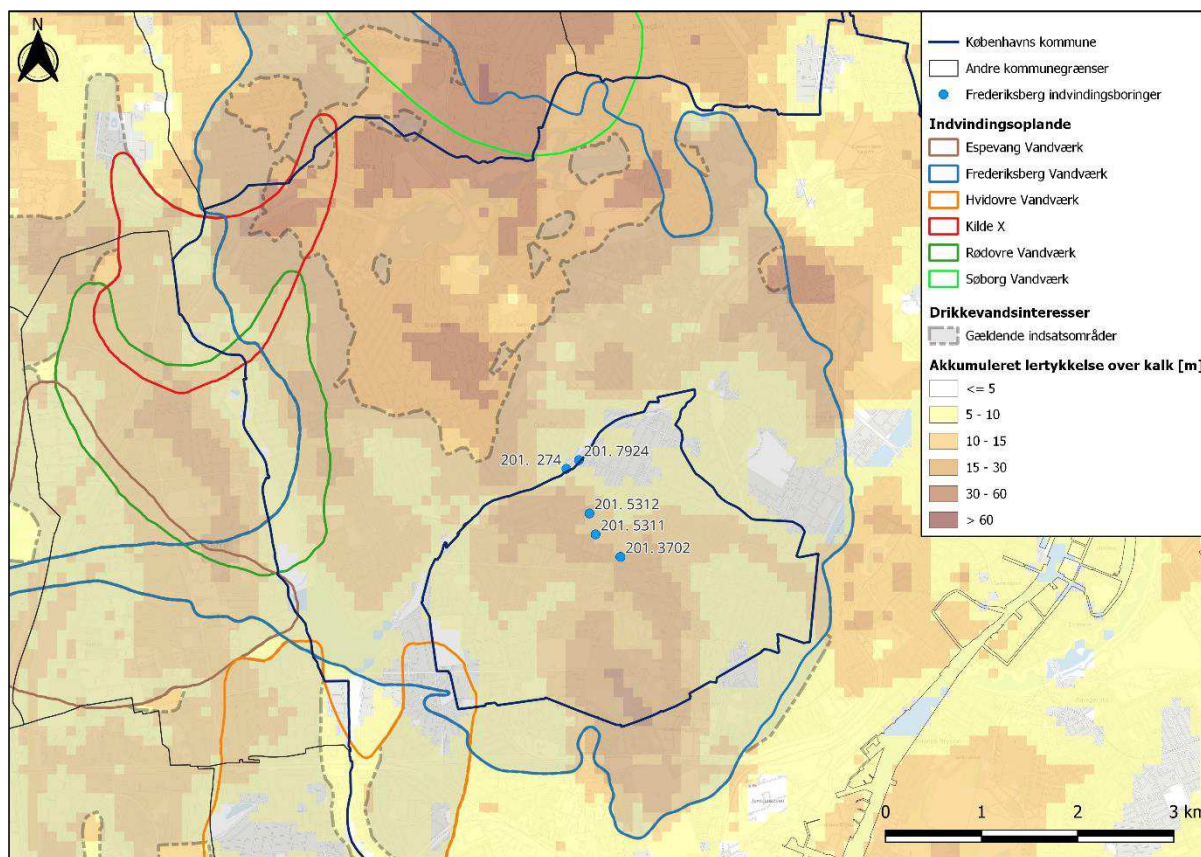 N
Københavns kommune
Andre kommunegrænser
Frederiksberg indvindingsboringer
Indvindingsoplande
Espevang Vandværk
Frederiksberg Vandværk
Hvidovre Vandværk
Kilde X
Rødovre Vandværk
Søborg Vandværk
Drikkevandsinteresser
Gældende indsatsområder
Akkumuleret lertykkelse over kalk [m]
<= 5
5 - 10
10 - 15
15 - 30
30 - 60
> 60
201. 274
201. 7924
201. 5312
201. 5311
201. 3702
0 1 2 3 km